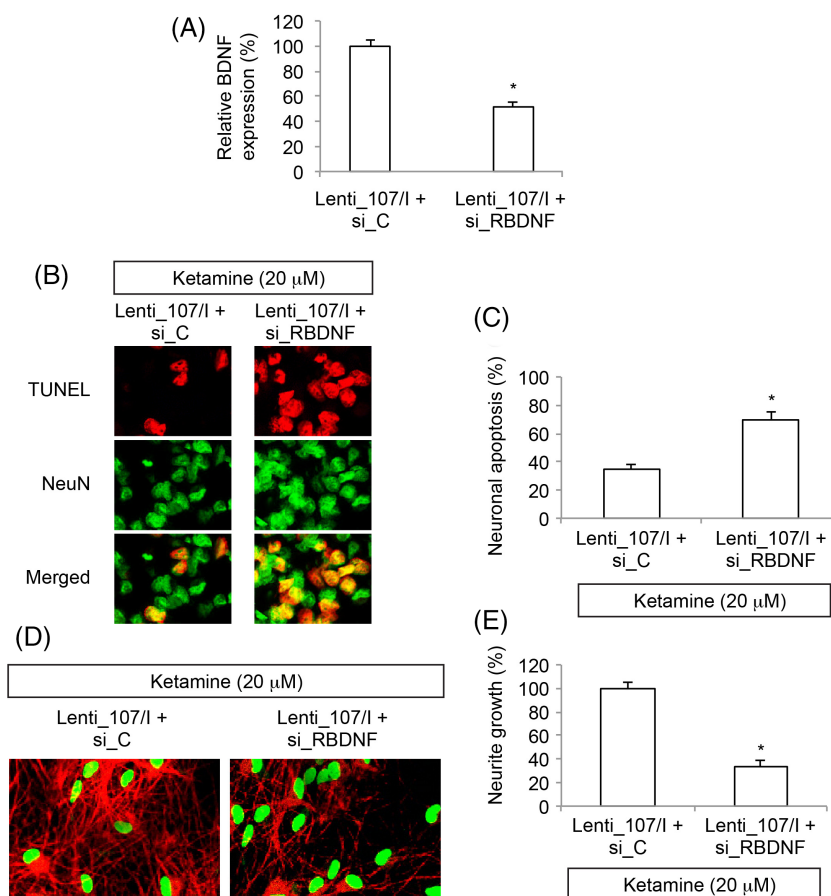 (A)
Relative BDNF
expression (%)
120
100
80
60
40
20
0
*
Lenti_107/I +
si_C
Lenti_107/I +
si_RBDNF
(B)
Ketamine (20 μM)
Lenti_107/I +
si_C
Lenti_107/I +
si_RBDNF
TUNEL
NeuN
Merged
(C)
Neuronal apoptosis (%)
100
80
60
40
20
0
*
Lenti_107/I +
si_C
Lenti_107/I +
si_RBDNF
Ketamine (20 μM)
(D)
Ketamine (20 μM)
Lenti_107/I +
si_C
Lenti_107/I +
si_RBDNF
(E)
Neurite growth (%)
120
100
80
60
40
20
0
*
Lenti_107/I +
si_C
Lenti_107/I +
si_RBDNF
Ketamine (20 μM)